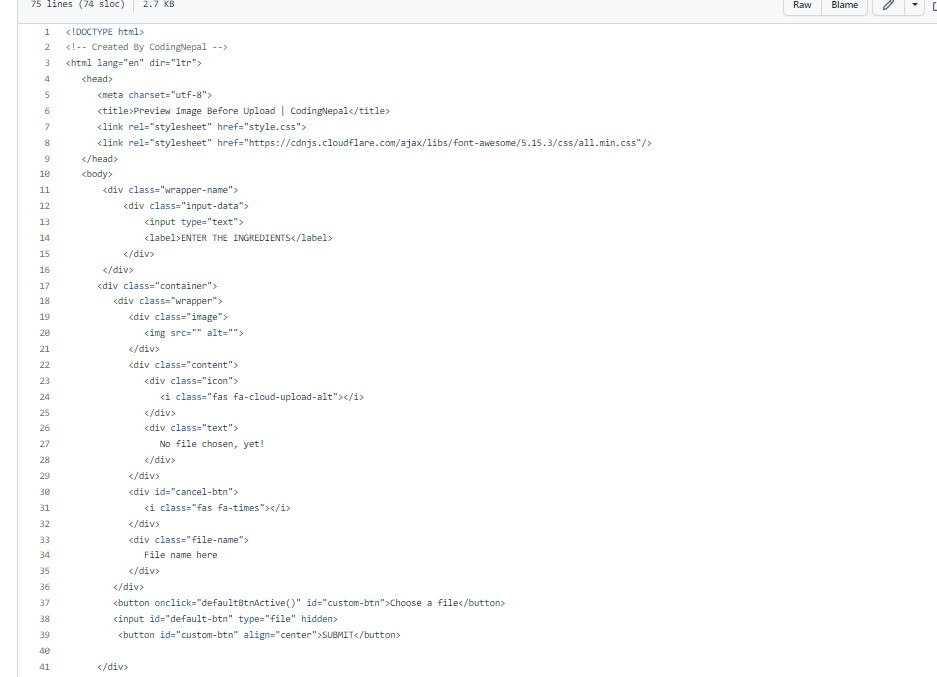 75 lines (74 sloc) 2.7 KB Raw Blame
1 <!DOCTYPE html>
2 <!-- Created By CodingNepal -->
3 <html lang="en" dir="ltr">
4 <head>
5 <meta charset="utf-8">
6 <title>Preview Image Before Upload | CodingNepal</title>
7 <link rel="stylesheet" href="style.css">
8 <link rel="stylesheet" href="https://cdnjs.cloudflare.com/ajax/libs/font-awesome/5.15.3/css/all.min.css"/>
9 </head>
10 <body>
11 <div class="wrapper-name">
12 <div class="input-data">
13 <input type="text">
14 <label>ENTER THE INGREDIENTS</label>
15 </div>
16 </div>
17 <div class="container">
18 <div class="wrapper">
19 <div class="image">
20 <img src="" alt="">
21 </div>
22 <div class="content">
23 <div class="icon">
24 <i class="fas fa-cloud-upload-alt"></i>
25 </div>
26 <div class="text">
27 No file chosen, yet!
28 </div>
29 </div>
30 <div id="cancel-btn">
31 <i class="fas fa-times"></i>
32 </div>
33 <div class="file-name">
34 File name here
35 </div>
36 </div>
37 <button onclick="defaultBtnActive()" id="custom-btn">Choose a file</button>
38 <input id="default-btn" type="file" hidden>
39 <button id="custom-btn" align="center">SUBMIT</button>
40
41 </div>